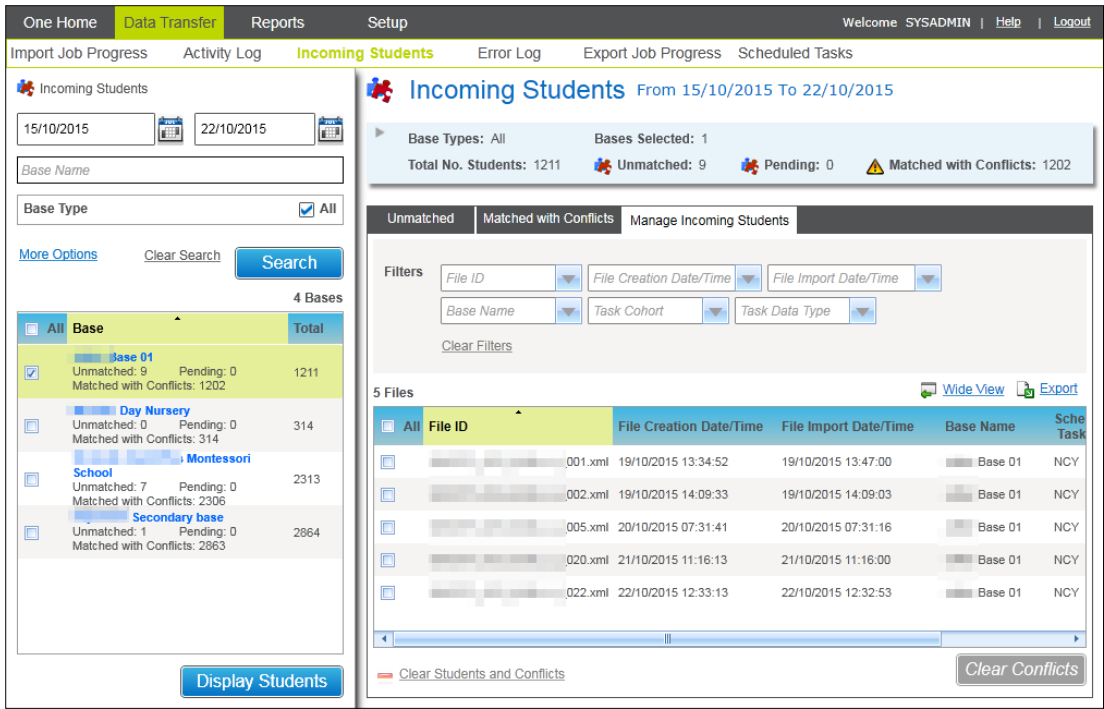 One Home Data Transfer Reports Setup Welcome SYSADMIN | Help | Logout
Import Job Progress Activity Log Incoming Students Error Log Export Job Progress Scheduled Tasks
Incoming Students
15/10/2015 22/10/2015
Base Name
Base Type All
More Options Clear Search Search
4 Bases
All Base Total
Base 01
Unmatched: 9 Pending: 0 1211
Matched with Conflicts: 1202
Day Nursery
Unmatched: 0 Pending: 0 314
Matched with Conflicts: 314
Montessori
School
Unmatched: 7 Pending: 0 2313
Matched with Conflicts: 2306
Secondary base
Unmatched: 1 Pending: 0 2864
Matched with Conflicts: 2863
Display Students
Incoming Students From 15/10/2015 To 22/10/2015
Base Types: All Bases Selected: 1
Total No. Students: 1211 Unmatched: 9 Pending: 0 Matched with Conflicts: 1202
Unmatched Matched with Conflicts Manage Incoming Students
Filters File ID File Creation Date/Time File Import Date/Time
Base Name Task Cohort Task Data Type
Clear Filters
5 Files Wide View Export
All File ID File Creation Date/Time File Import Date/Time Base Name Sche
Task
001.xml 19/10/2015 13:34:52 19/10/2015 13:47:00 Base 01 NCY
002.xml 19/10/2015 14:09:33 19/10/2015 14:09:03 Base 01 NCY
005.xml 20/10/2015 07:31:41 20/10/2015 07:31:16 Base 01 NCY
020.xml 21/10/2015 11:16:13 21/10/2015 11:16:00 Base 01 NCY
022.xml 22/10/2015 12:33:13 22/10/2015 12:32:53 Base 01 NCY
Clear Students and Conflicts Clear Conflicts